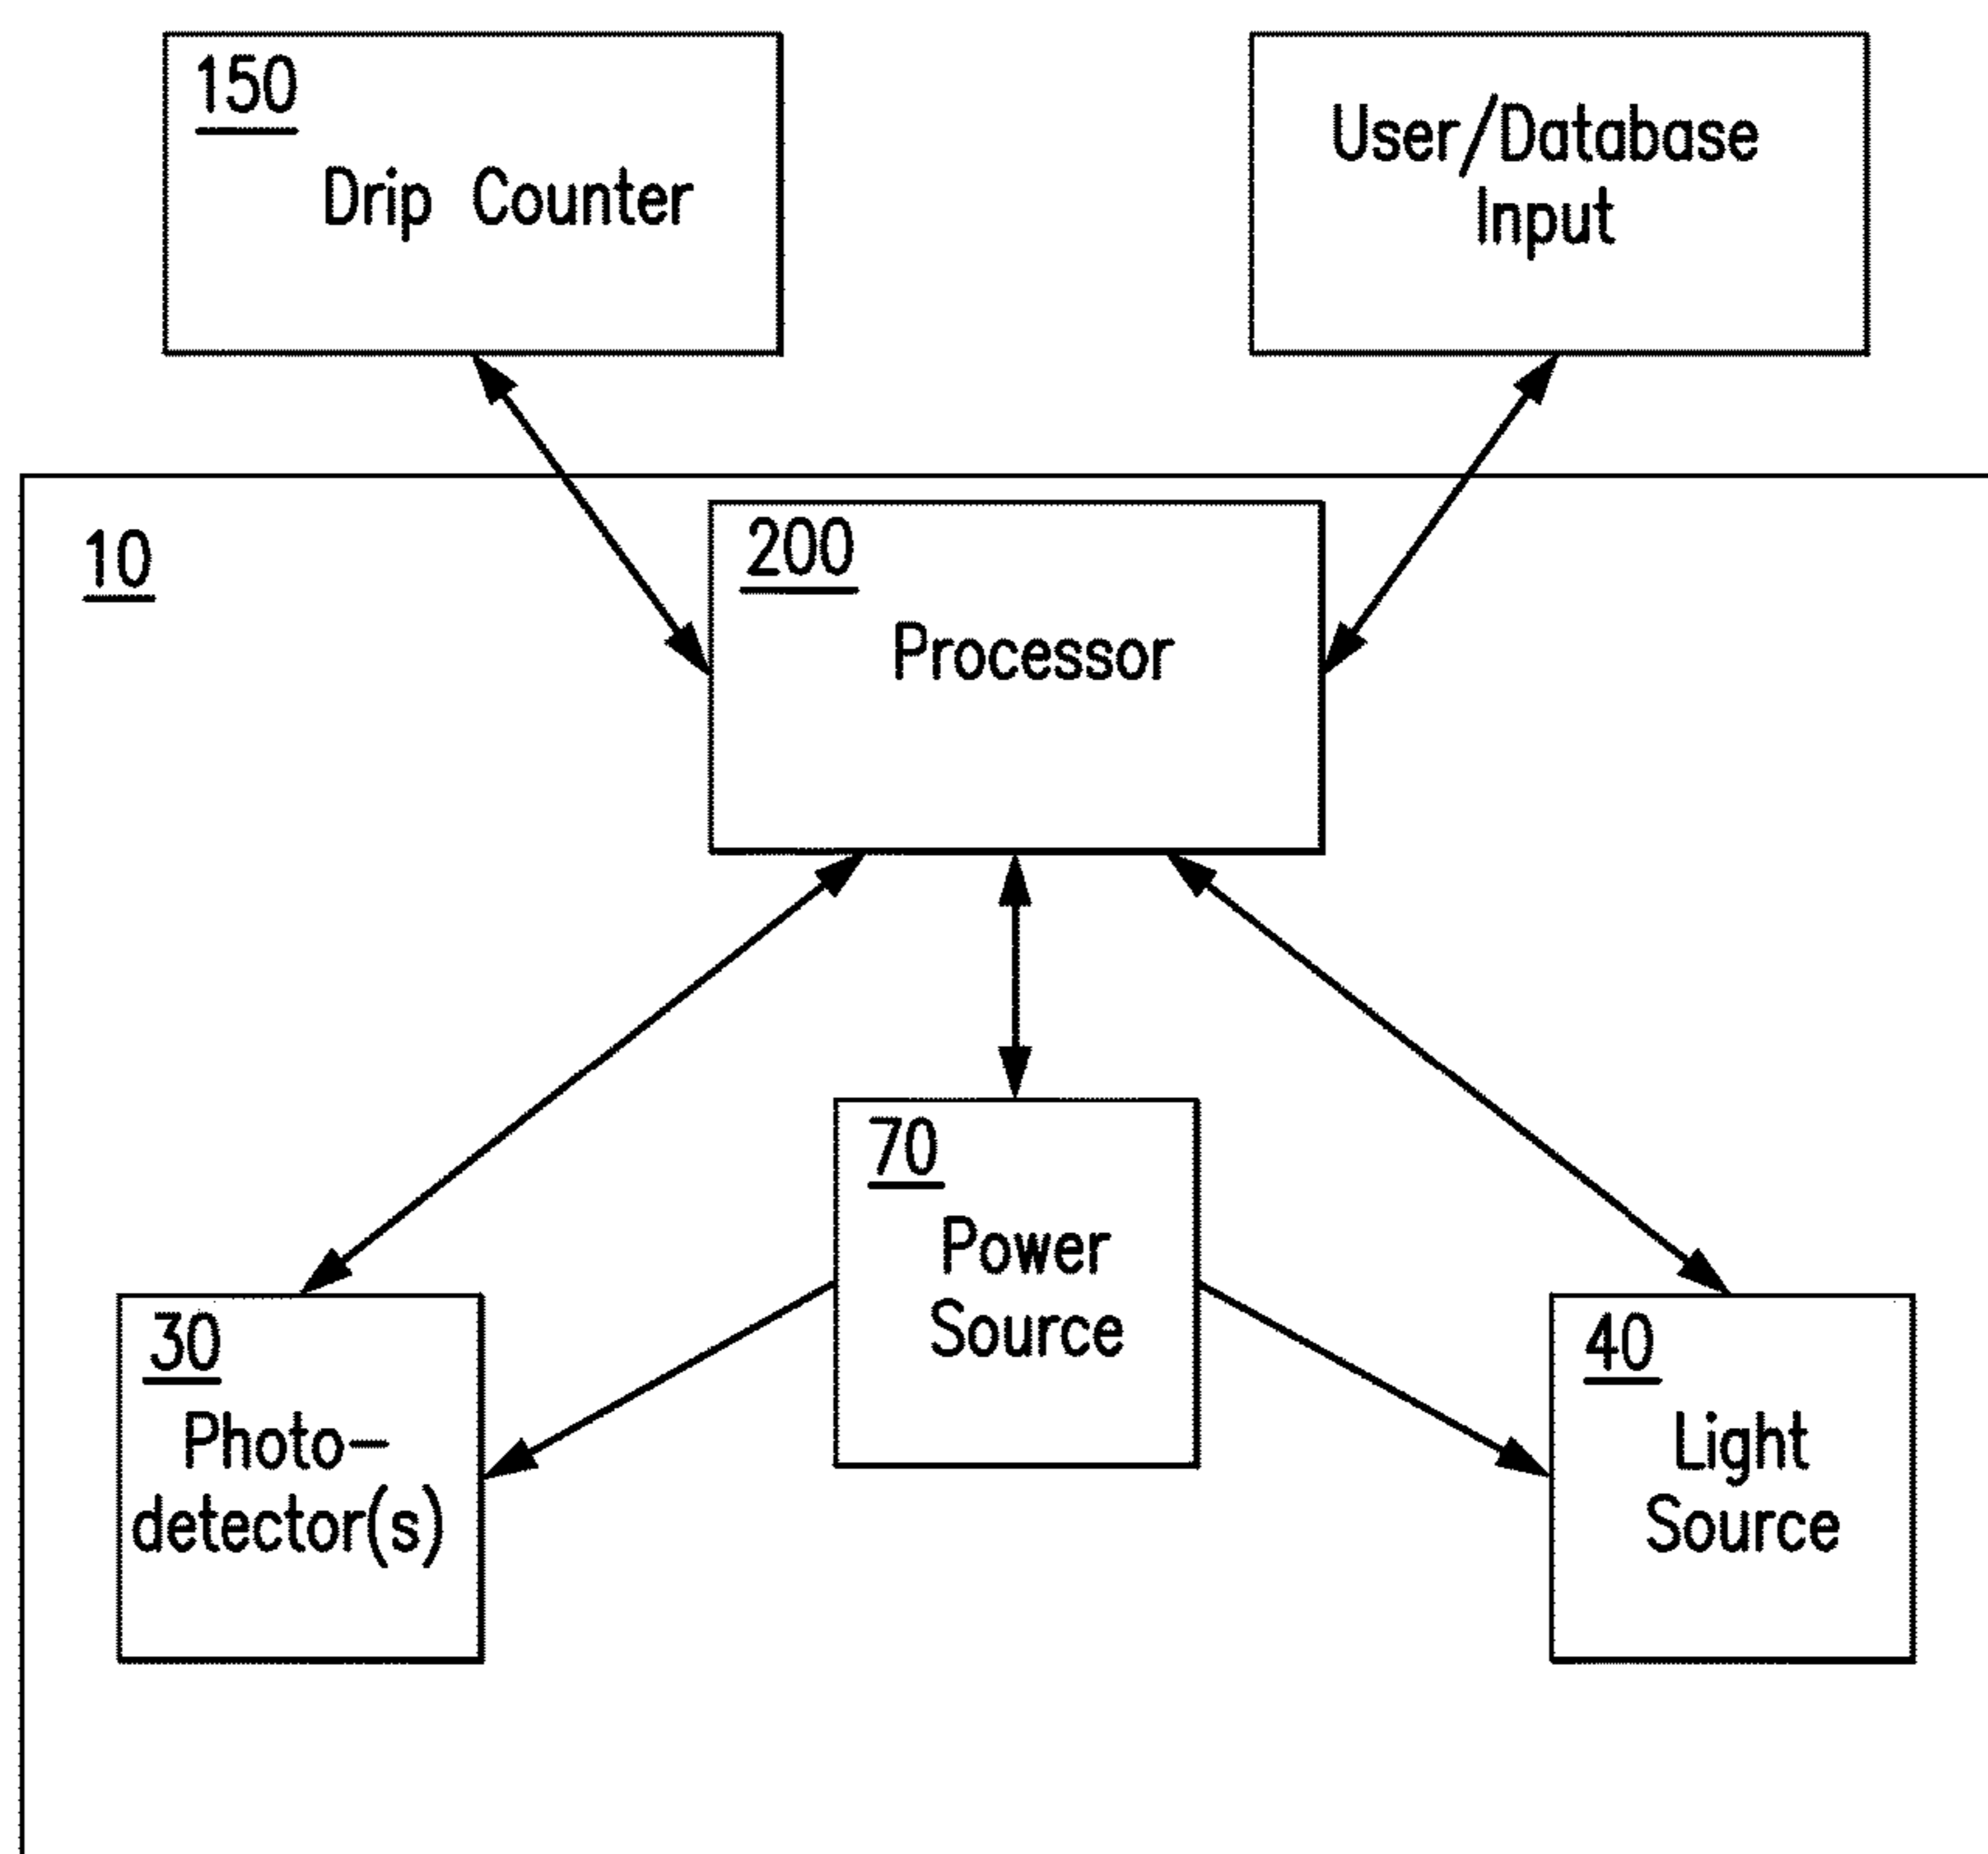 150
Drip Counter
User/Database
Input
10
200
Processor
70
Power
Source
30
Photo-
detector(s)
40
Light
Source